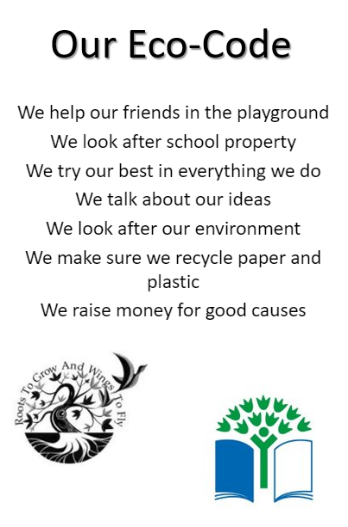 Our Eco-Code
We help our friends in the playground
We look after school property
We try our best in everything we do
We talk about our ideas
We look after our environment
We make sure we recycle paper and
plastic
We raise money for good causes
Roots To Grow And Wings To Fly